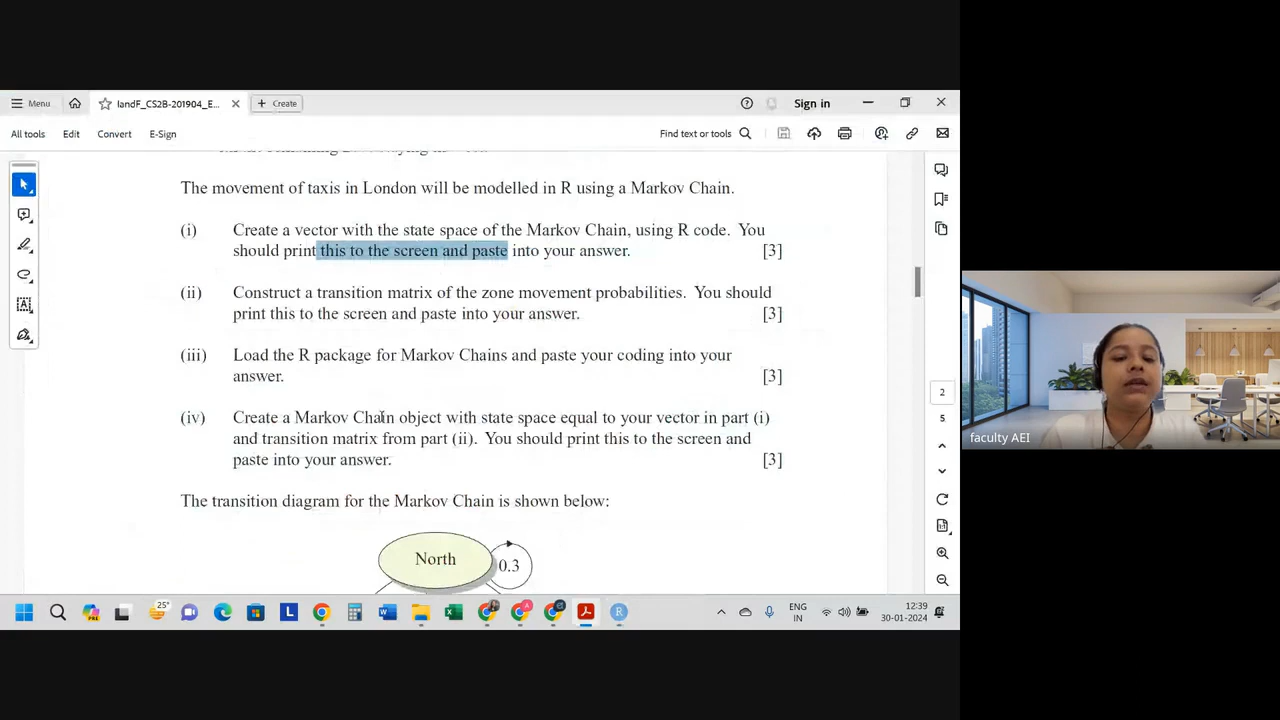 Menu
landF_CS2B-201904_E...
Create
Sign in
All tools
Edit
Convert
E-Sign
Find text or tools
The movement of taxis in London will be modelled in R using a Markov Chain.
(i) Create a vector with the state space of the Markov Chain, using R code. You
should print this to the screen and paste into your answer. [3]
(ii) Construct a transition matrix of the zone movement probabilities. You should
print this to the screen and paste into your answer. [3]
(iii) Load the R package for Markov Chains and paste your coding into your
answer. [3]
(iv) Create a Markov Chain object with state space equal to your vector in part (i)
and transition matrix from part (ii). You should print this to the screen and
paste into your answer. [3]
The transition diagram for the Markov Chain is shown below:
North
0.3
2
5
faculty AEI
PRE
25°
L
R
ENG
IN
12:39
30-01-2024